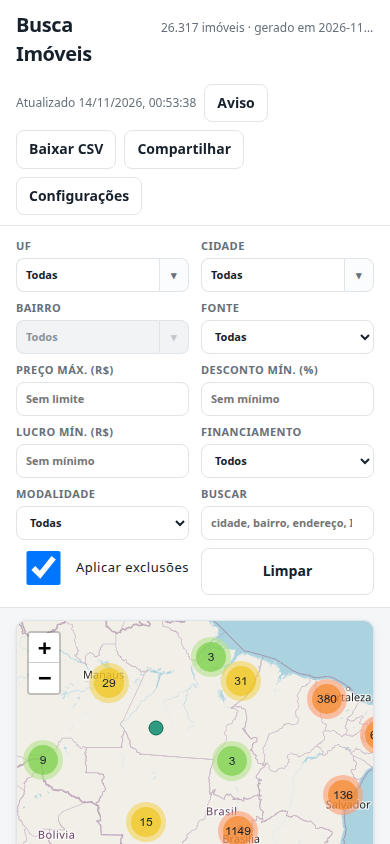 Busca Imóveis
26.317 imóveis · gerado em 2026-11...
Atualizado 14/11/2026, 00:53:38
Aviso
Baixar CSV
Compartilhar
Configurações
UF
CIDADE
Todas
Todas
BAIRRO
FONTE
Todos
Todas
PREÇO MÁX. (R$)
DESCONTO MÍN. (%)
Sem limite
Sem mínimo
LUCRO MÍN. (R$)
FINANCIAMENTO
Sem mínimo
Todos
MODALIDADE
BUSCAR
Todas
cidade, bairro, endereço, I
Aplicar exclusões
Limpar
+
−
3
Manaus
29
31
380
9
3
136
Salvador
15
Brasil
1149
Brasília
Bolivia